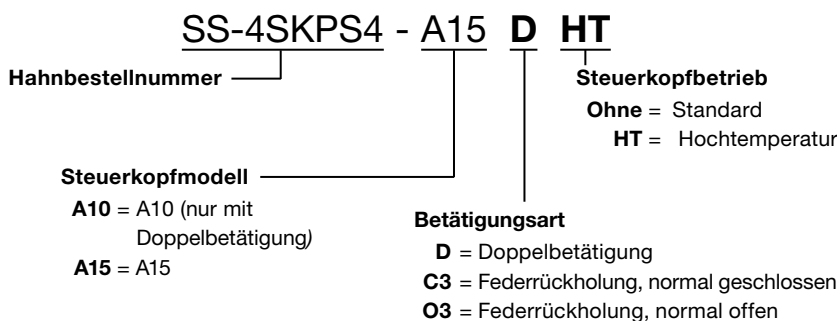 SS-4SKPS4 - A15 D HT
Hahnbestellnummer
Steuerkopfbetrieb
Ohne = Standard
HT = Hochtemperatur
Steuerkopfmodell
A10 = A10 (nur mit
Doppelbetätigung)
A15 = A15
Betätigungsart
D = Doppelbetätigung
C3 = Federrückholung, normal geschlossen
O3 = Federrückholung, normal offen